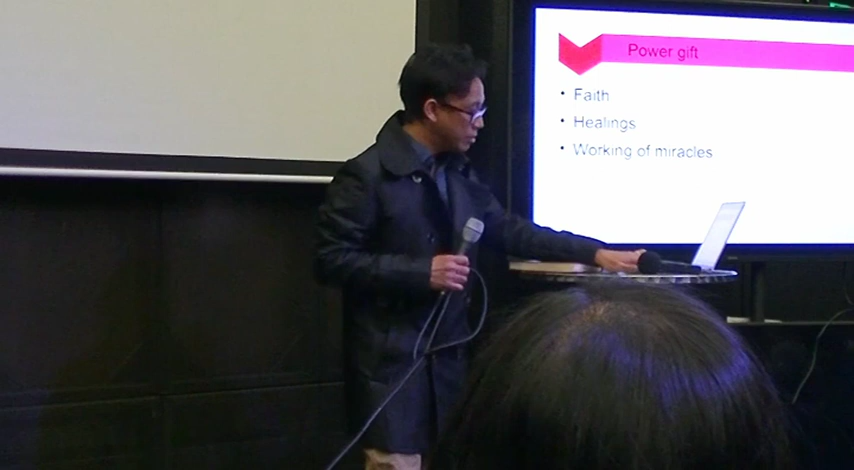 Power gift
• Faith
• Healings
• Working of miracles